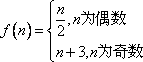 f(n) = { n/2, n为偶数
n+3, n为奇数